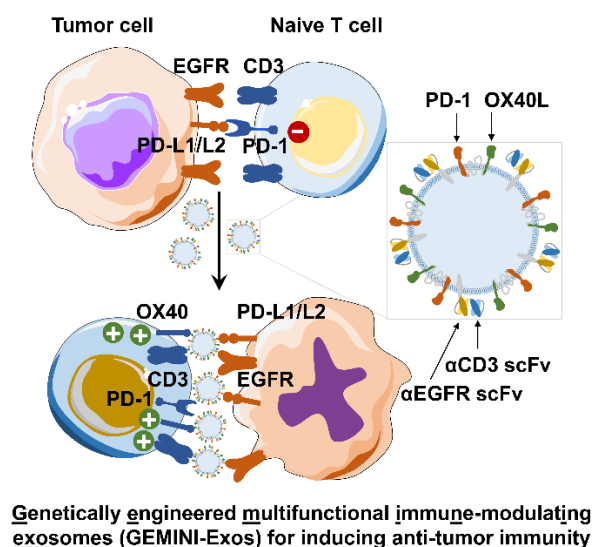 Tumor cell
Naive T cell
EGFR
CD3
PD-L1/L2
PD-1
PD-1
OX40L
αCD3 scFv
αEGFR scFv
OX40
PD-L1/L2
CD3
EGFR
PD-1
Genetically engineered multifunctional immune-modulating
exosomes (GEMINI-Exos) for inducing anti-tumor immunity